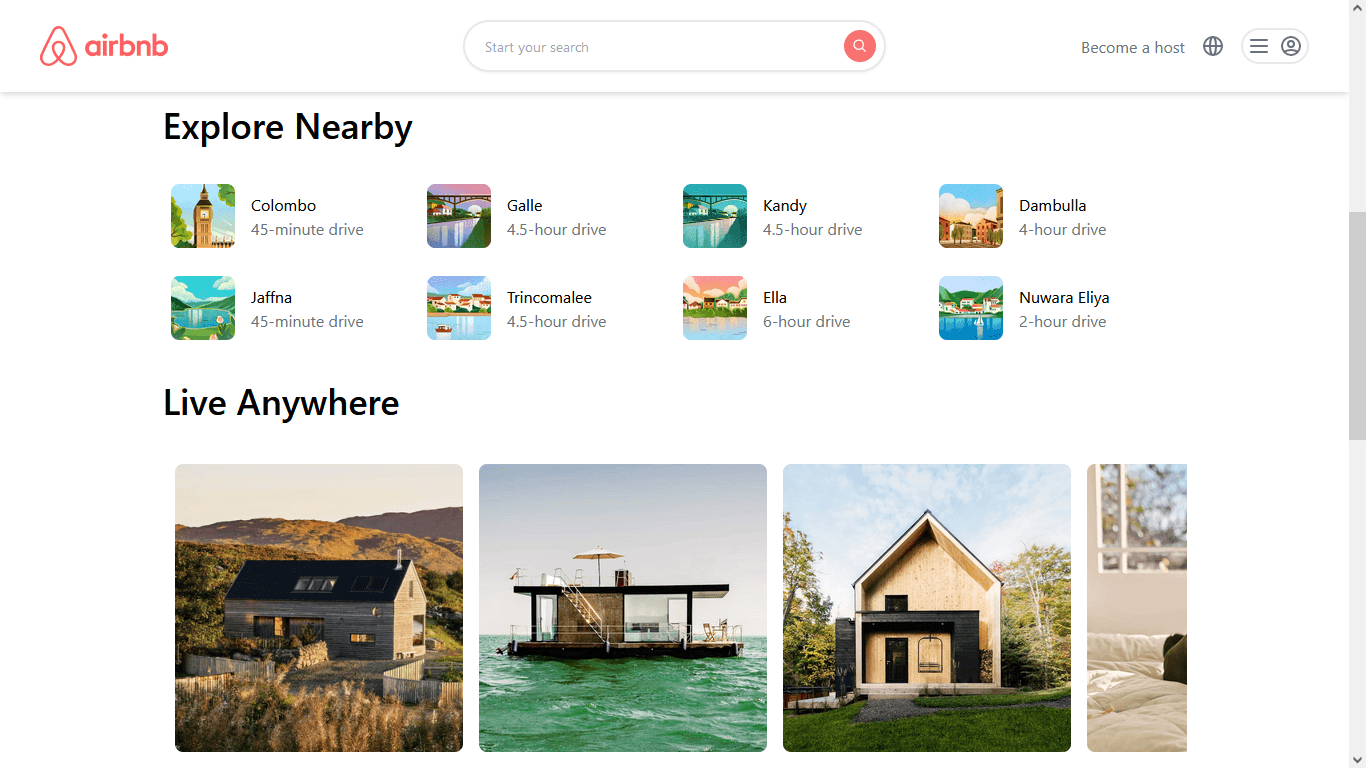 airbnb
Start your search
Become a host
Explore Nearby
Colombo
45-minute drive
Galle
4.5-hour drive
Kandy
4.5-hour drive
Dambulla
4-hour drive
Jaffna
45-minute drive
Trincomalee
4.5-hour drive
Ella
6-hour drive
Nuwara Eliya
2-hour drive
Live Anywhere